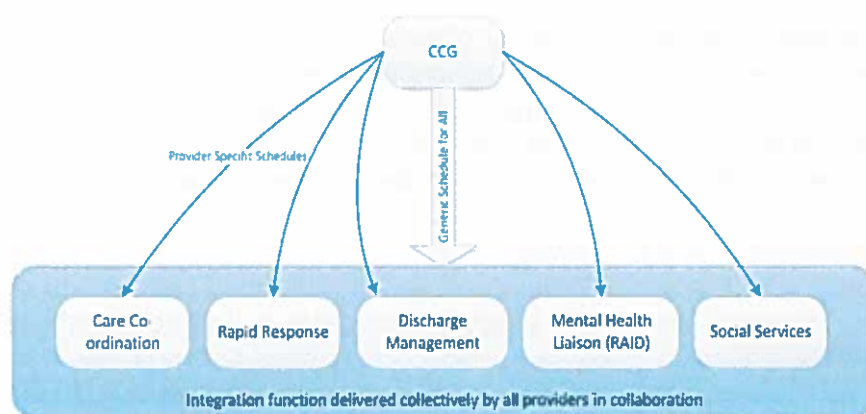 CCG
Provider Specific Schedules
Generic Schedule for All
Care Co-
ordination
Rapid Response
Discharge
Management
Mental Health
Liaison (RAID)
Social Services
Integration function delivered collectively by all providers in collaboration